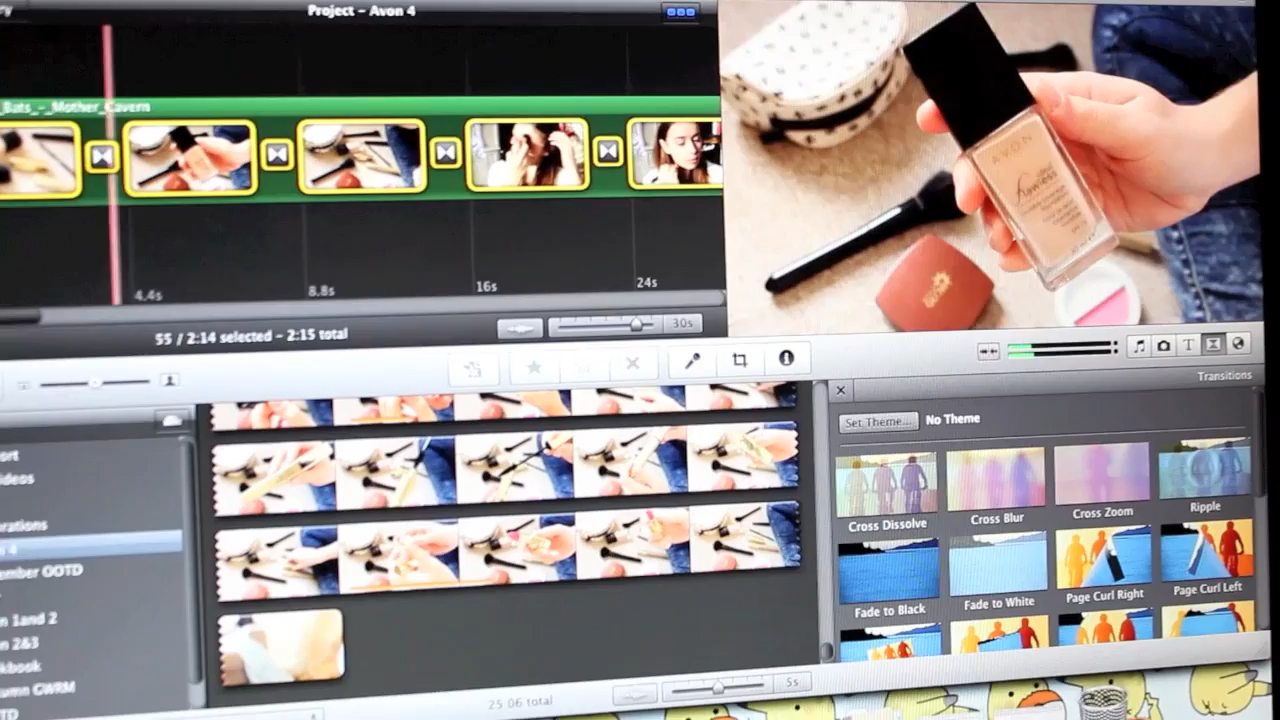 Project - Avon 4
_Bats_-_Mother_Cavern
4.4s
8.8s
16s
24s
55 / 2:14 selected - 2:15 total
30s
AVON
flawless
Transitions
Set Theme...
No Theme
Cross Dissolve
Cross Blur
Cross Zoom
Ripple
Fade to Black
Fade to White
Page Curl Right
Page Curl Left
ort
ideos
erations
n 4
ember OOTD
n 1and 2
n 2&3
kbook
umn GWRM
TD
25:06 total
5s